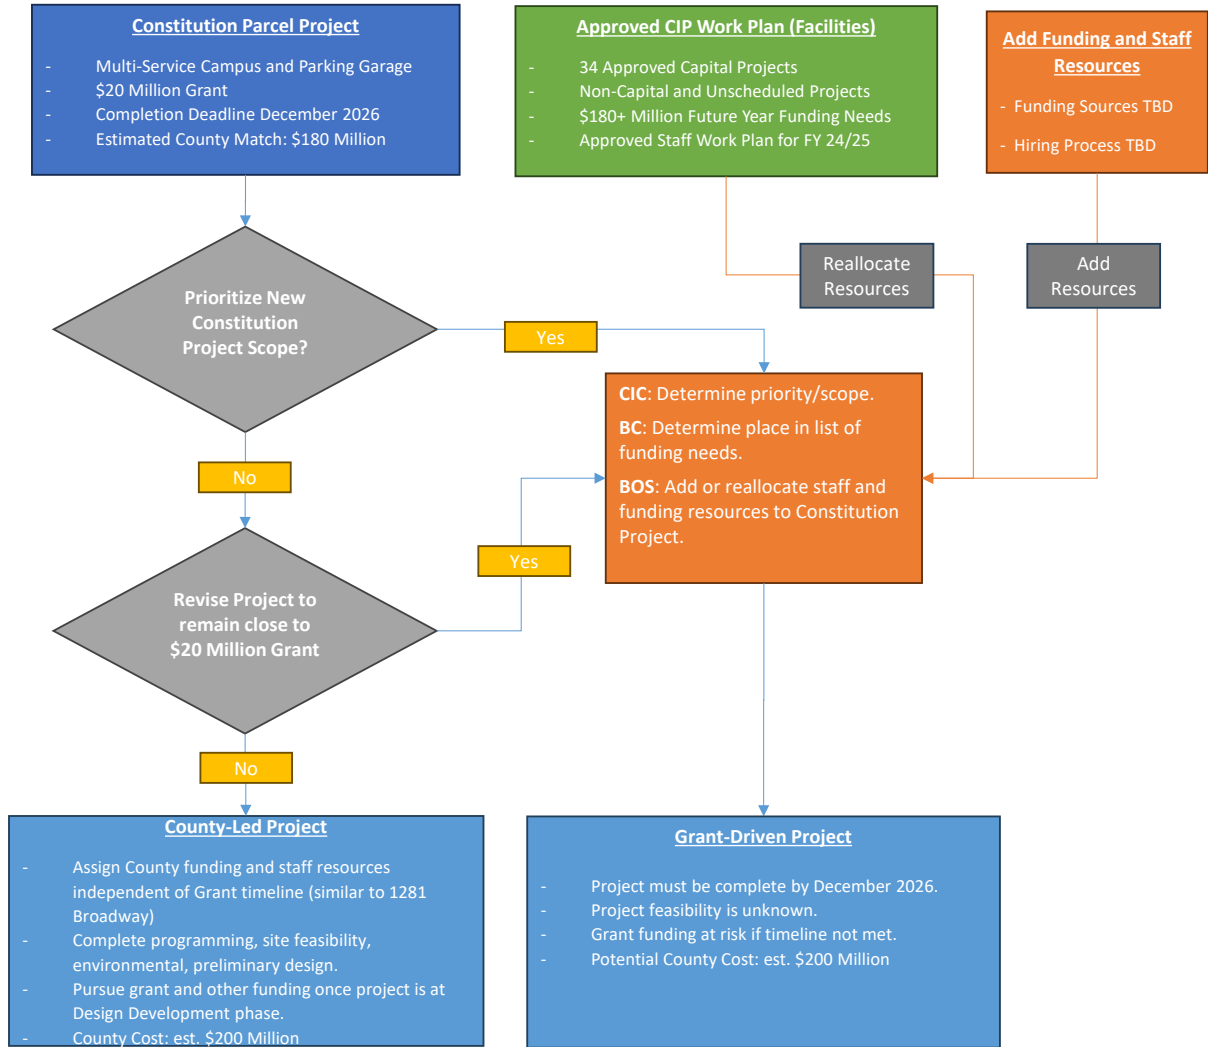 Constitution Parcel Project
- Multi-Service Campus and Parking Garage
- $20 Million Grant
- Completion Deadline December 2026
- Estimated County Match: $180 Million
Approved CIP Work Plan (Facilities)
- 34 Approved Capital Projects
- Non-Capital and Unscheduled Projects
- $180+ Million Future Year Funding Needs
- Approved Staff Work Plan for FY 24/25
Add Funding and Staff
Resources
- Funding Sources TBD
- Hiring Process TBD
Reallocate
Resources
Add
Resources
Prioritize New
Constitution
Project Scope?
Yes
CIC: Determine priority/scope.
BC: Determine place in list of
funding needs.
BOS: Add or reallocate staff and
funding resources to Constitution
Project.
No
Yes
Revise Project to
remain close to
$20 Million Grant
No
County-Led Project
- Assign County funding and staff resources
independent of Grant timeline (similar to 1281
Broadway)
- Complete programming, site feasibility,
environmental, preliminary design.
- Pursue grant and other funding once project is at
Design Development phase.
- County Cost: est. $200 Million
Grant-Driven Project
- Project must be complete by December 2026.
- Project feasibility is unknown.
- Grant funding at risk if timeline not met.
- Potential County Cost: est. $200 Million